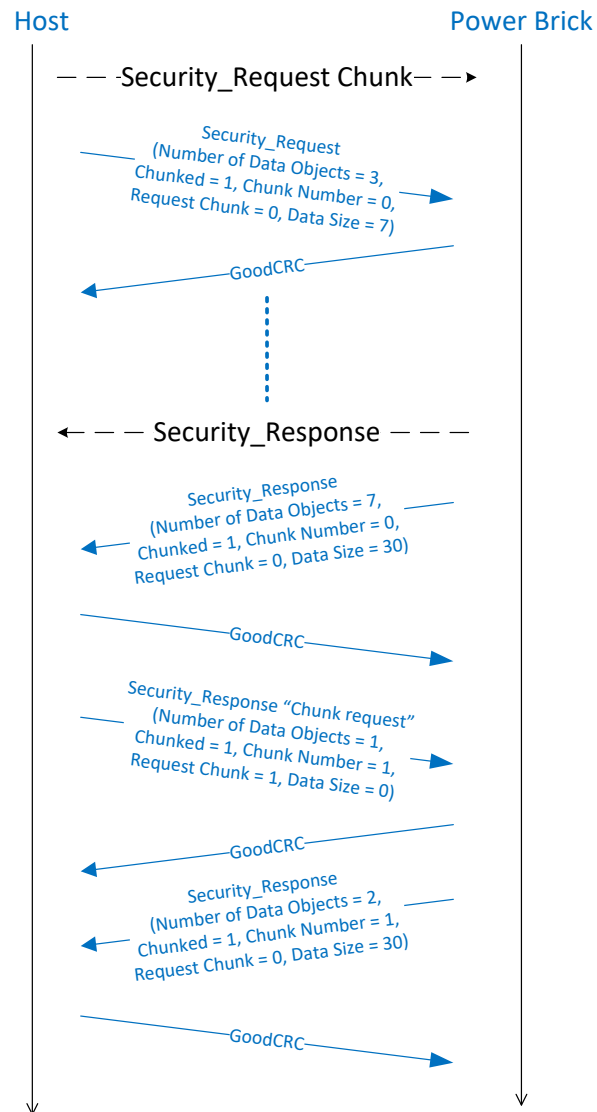 Host
Power Brick
Security_Request Chunk
Security_Request
(Number of Data Objects = 3,
Chunked = 1, Chunk Number = 0,
Request Chunk = 0, Data Size = 7)
GoodCRC
Security_Response
Security_Response
(Number of Data Objects = 7,
Chunked = 1, Chunk Number = 0,
Request Chunk = 0, Data Size = 30)
GoodCRC
Security_Response “Chunk request”
(Number of Data Objects = 1,
Chunked = 1, Chunk Number = 1,
Request Chunk = 1, Data Size = 0)
GoodCRC
Security_Response
(Number of Data Objects = 2,
Chunked = 1, Chunk Number = 1,
Request Chunk = 0, Data Size = 30)
GoodCRC